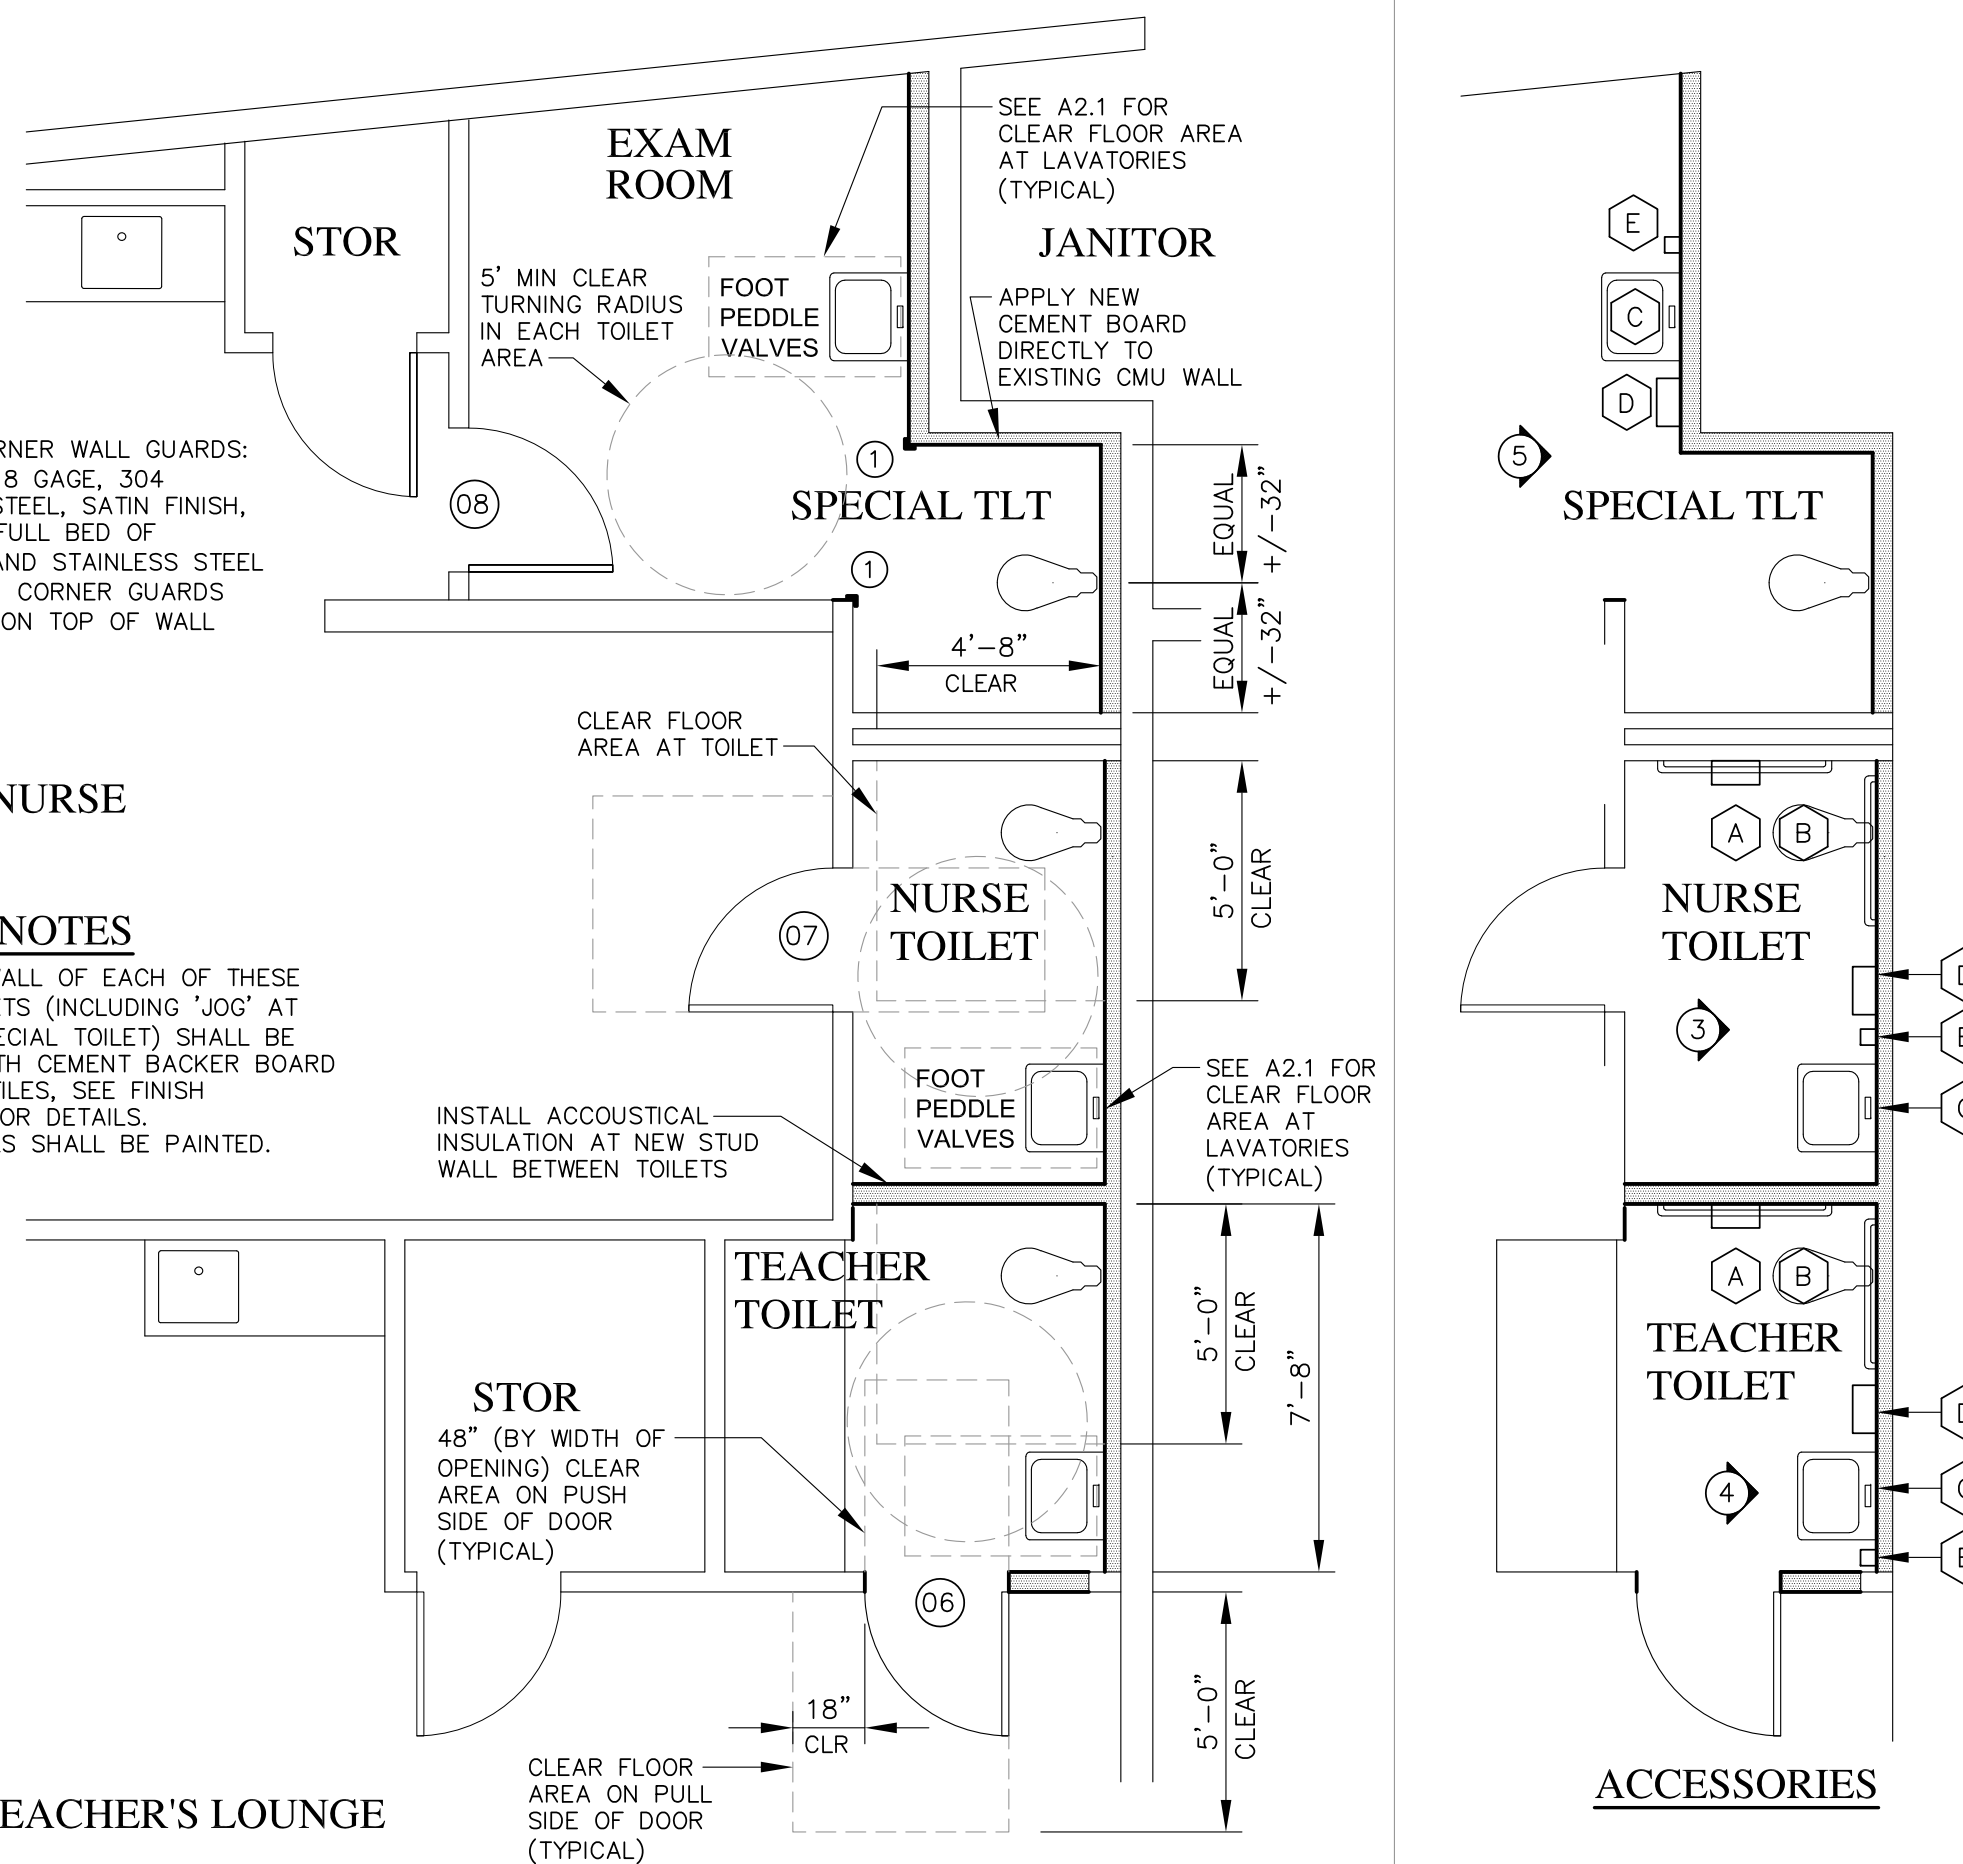 EXAM
ROOM
STOR
SEE A2.1 FOR
CLEAR FLOOR AREA
AT LAVATORIES
(TYPICAL)
JANITOR
5' MIN CLEAR
TURNING RADIUS
IN EACH TOILET
AREA
FOOT
PEDDLE
VALVES
APPLY NEW
CEMENT BOARD
DIRECTLY TO
EXISTING CMU WALL
RNER WALL GUARDS:
8 GAGE, 304
STEEL, SATIN FINISH,
FULL BED OF
AND STAINLESS STEEL
CORNER GUARDS
ON TOP OF WALL
08
1
1
SPECIAL TLT
EQUAL
+/-32"
EQUAL
+/-32"
4'-8"
CLEAR
CLEAR FLOOR
AREA AT TOILET
NURSE
NOTES
ALL OF EACH OF THESE
ETS (INCLUDING 'JOG' AT
ECIAL TOILET) SHALL BE
TH CEMENT BACKER BOARD
TILES, SEE FINISH
OR DETAILS.
S SHALL BE PAINTED.
07
NURSE
TOILET
5'-0"
CLEAR
FOOT
PEDDLE
VALVES
SEE A2.1 FOR
CLEAR FLOOR
AREA AT
LAVATORIES
(TYPICAL)
INSTALL ACCOUSTICAL
INSULATION AT NEW STUD
WALL BETWEEN TOILETS
TEACHER
TOILET
5'-0"
CLEAR
7'-8"
STOR
48" (BY WIDTH OF
OPENING) CLEAR
AREA ON PUSH
SIDE OF DOOR
(TYPICAL)
06
18"
CLR
5'-0"
CLEAR
CLEAR FLOOR
AREA ON PULL
SIDE OF DOOR
(TYPICAL)
EACHER'S LOUNGE
E
C
D
5
SPECIAL TLT
A
B
NURSE
TOILET
3
A
B
TEACHER
TOILET
4
ACCESSORIES